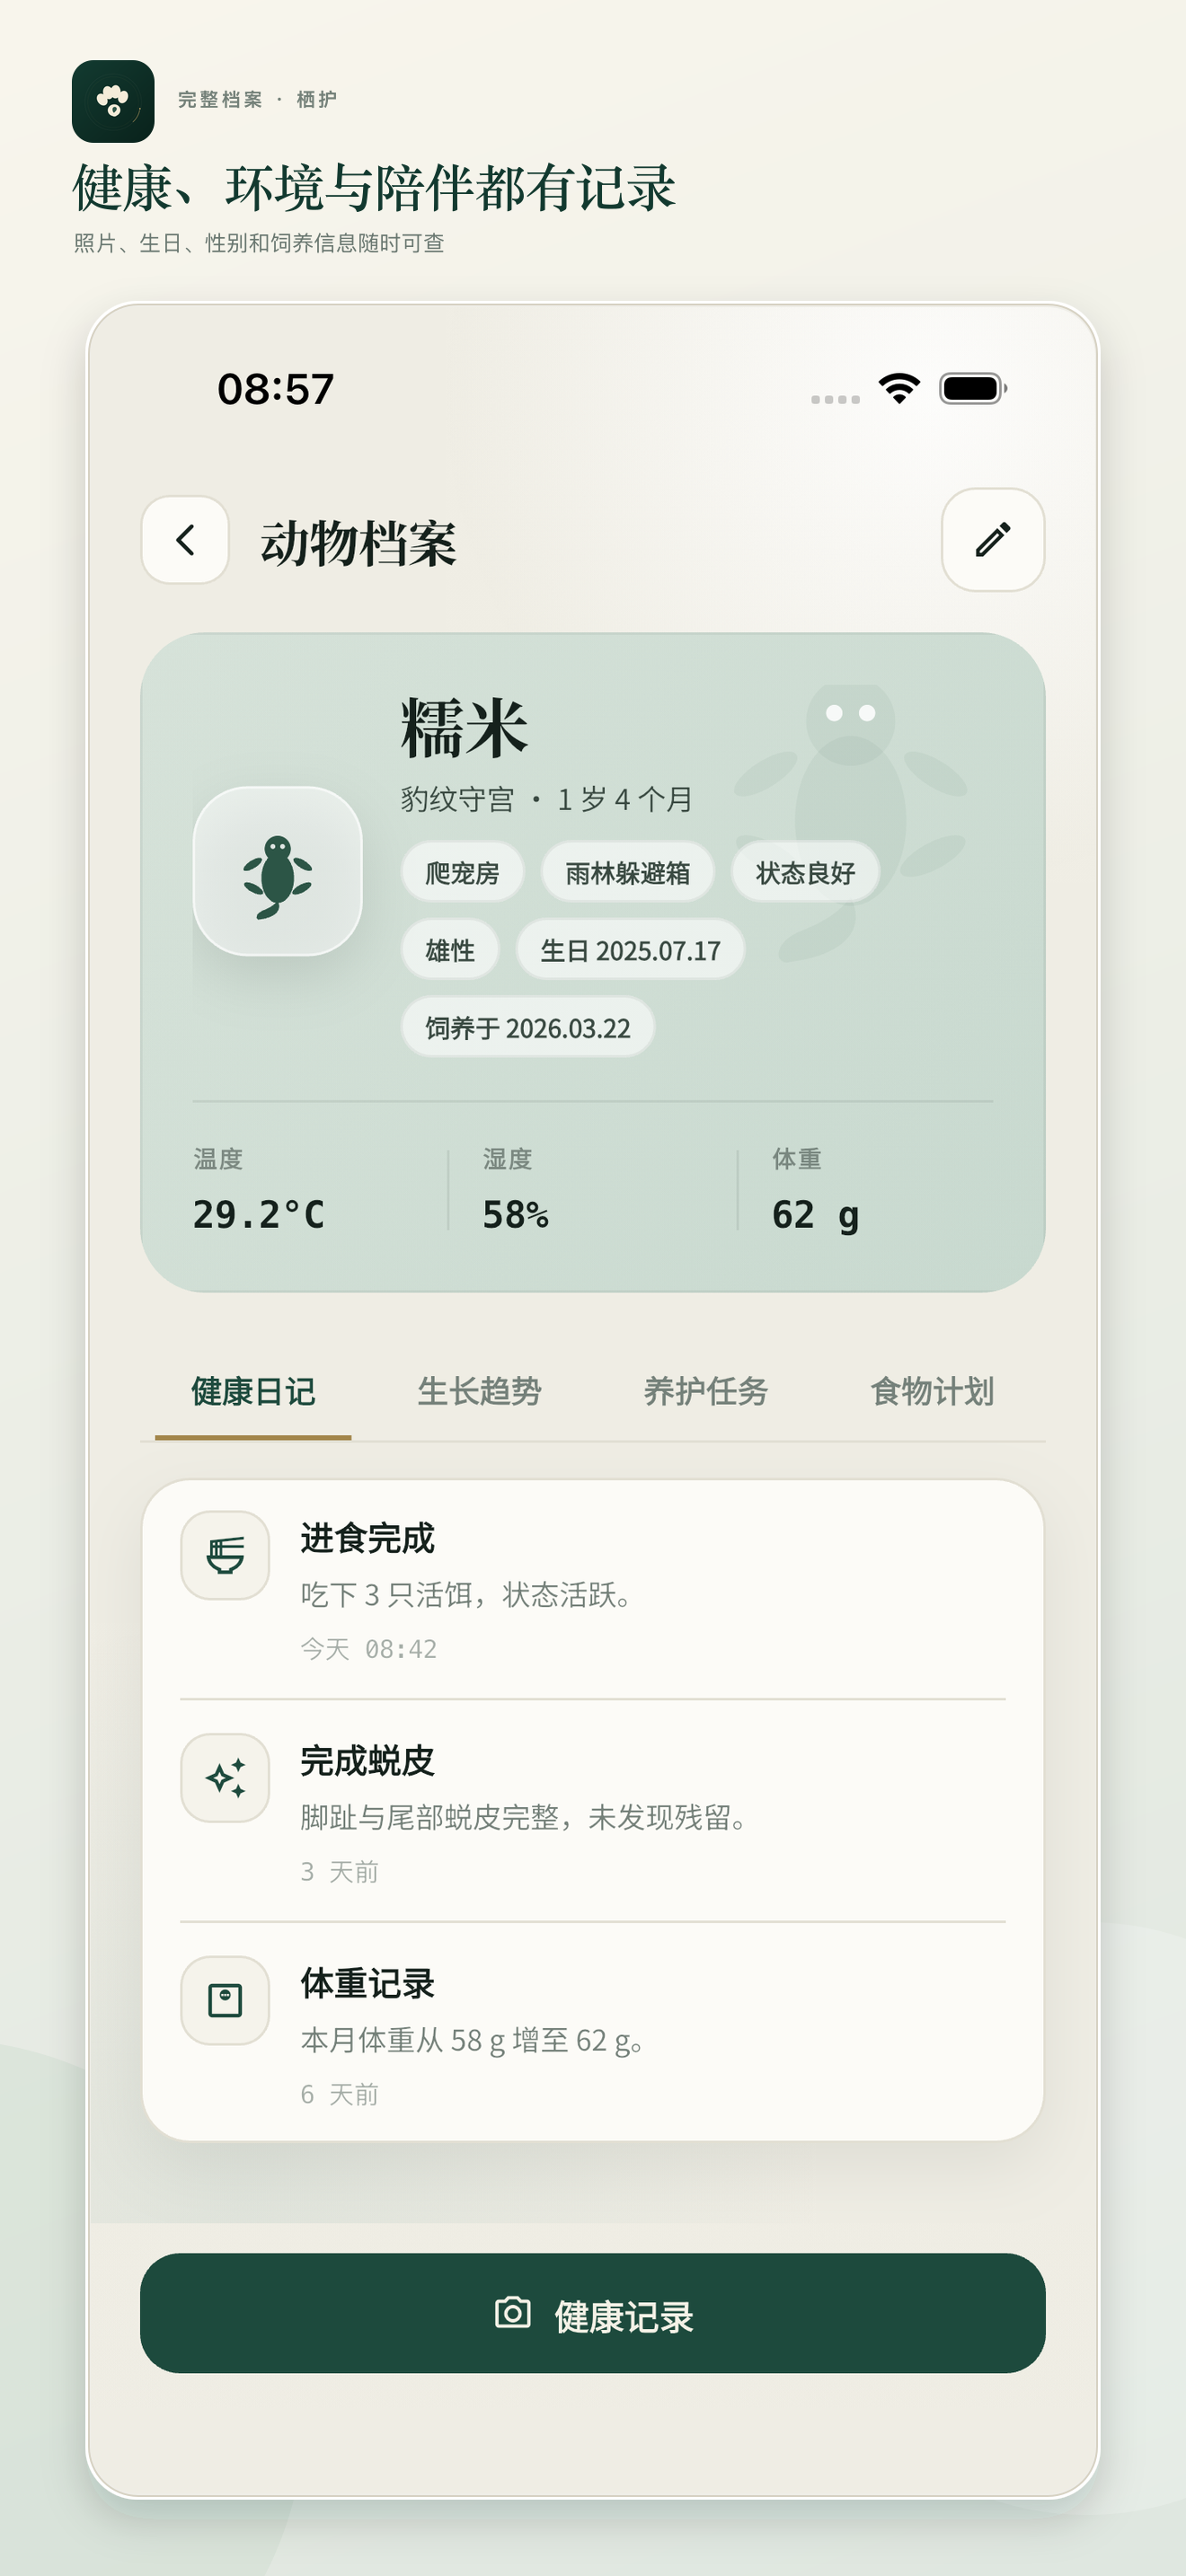 完整档案 · 栖护
健康、环境与陪伴都有记录
照片、生日、性别和饲养信息随时可查
08:57
动物档案
糯米
豹纹守宫 · 1 岁 4 个月
爬宠房
雨林躲避箱
状态良好
雄性
生日 2025.07.17
饲养于 2026.03.22
温度
29.2°C
湿度
58%
体重
62 g
健康日记
生长趋势
养护任务
食物计划
进食完成
吃下 3 只活饵，状态活跃。
今天 08:42
完成蜕皮
脚趾与尾部蜕皮完整，未发现残留。
3 天前
体重记录
本月体重从 58 g 增至 62 g。
6 天前
健康记录